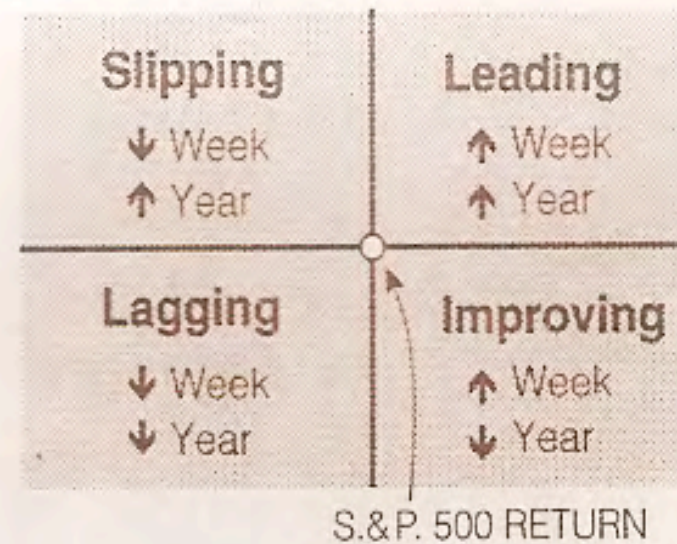 Slipping
↓ Week
↑ Year
Leading
↑ Week
↑ Year
Lagging
↓ Week
↓ Year
Improving
↑ Week
↓ Year
S.&P. 500 RETURN